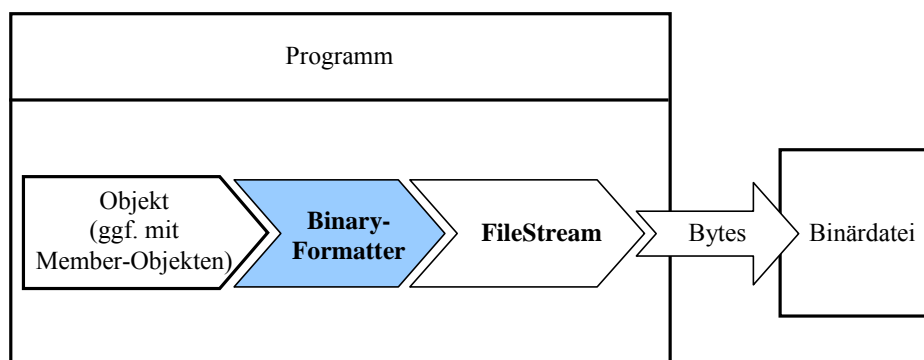 Programm
Objekt
(ggf. mit
Member-Objekten)
Binary-
Formatter
FileStream
Bytes
Binärdatei